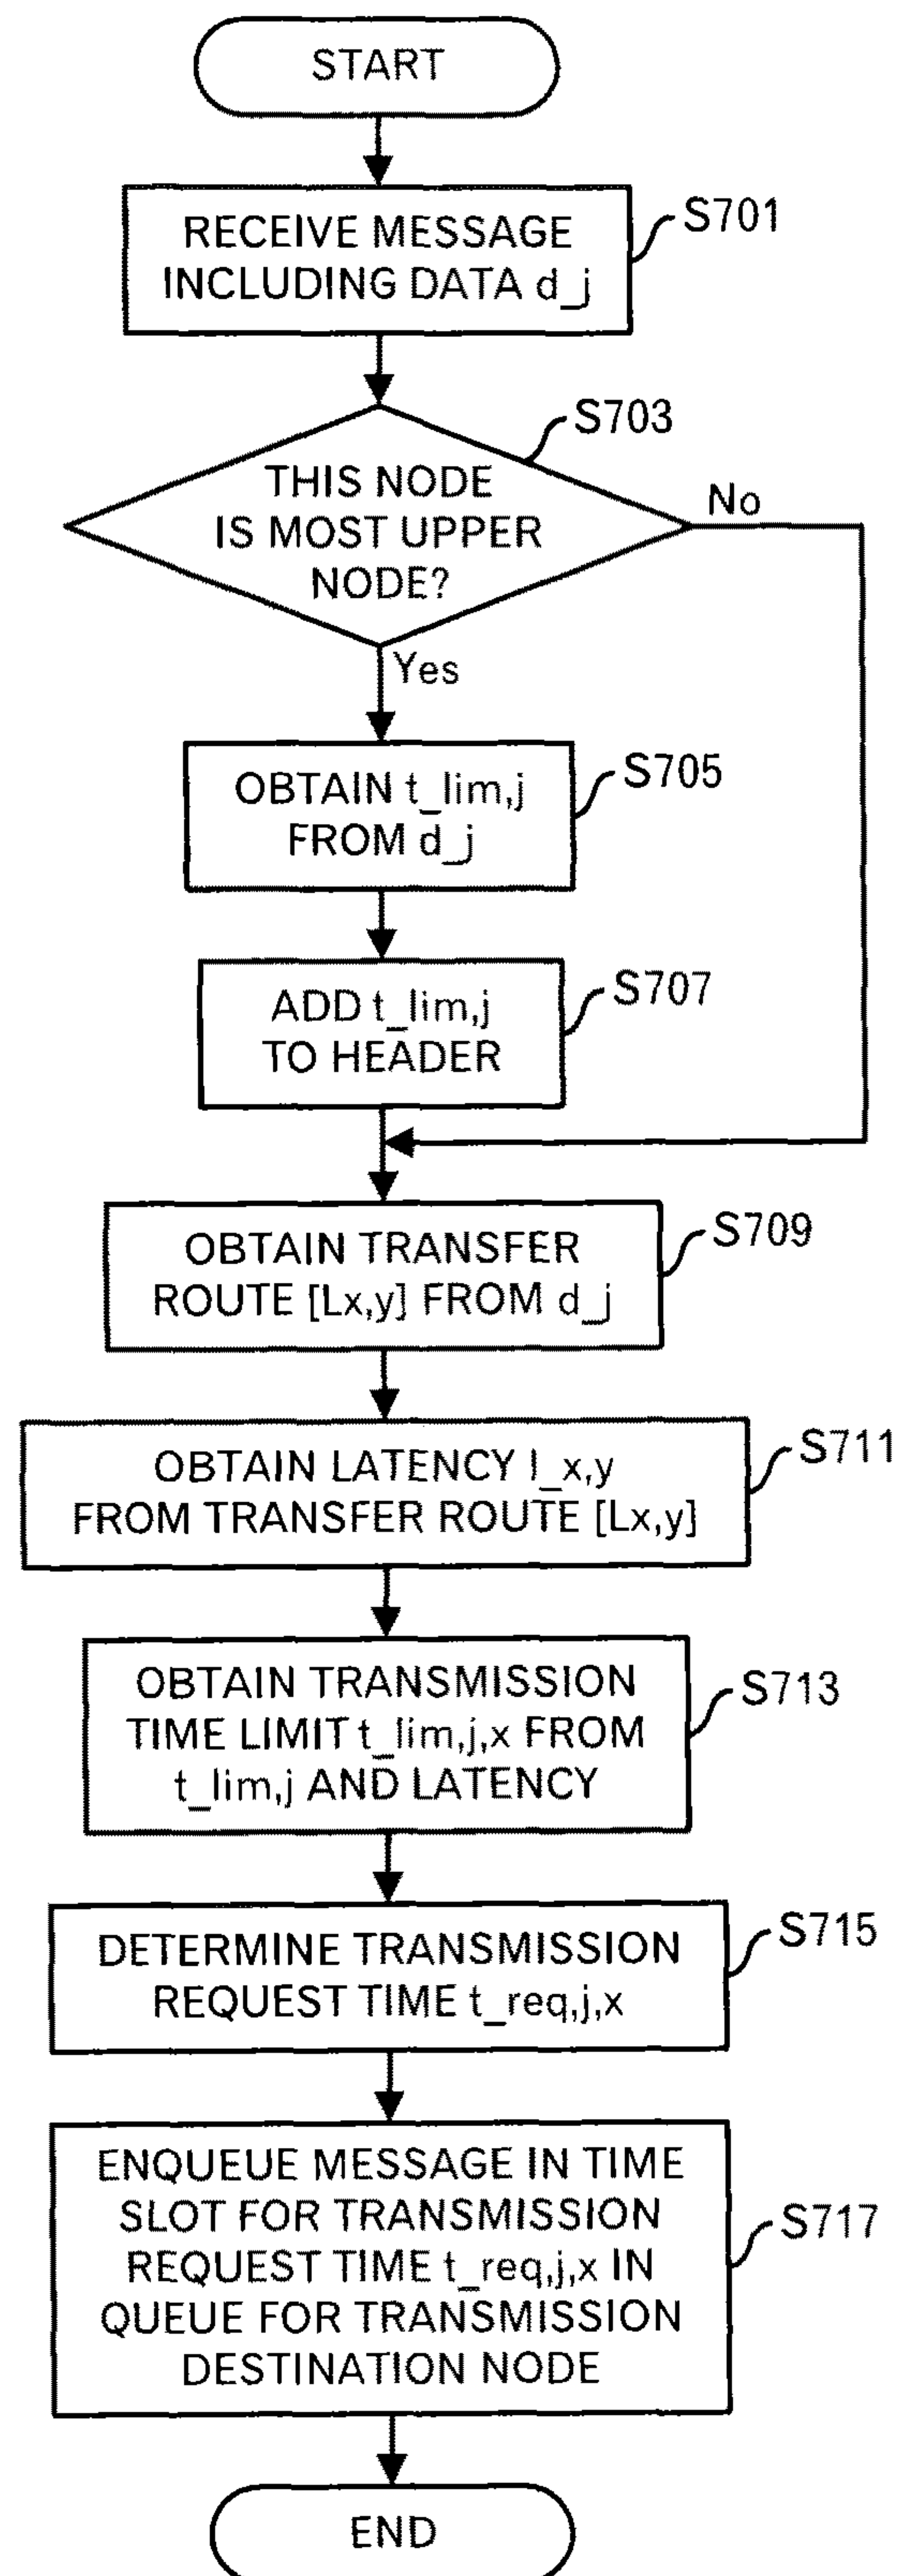 START
RECEIVE MESSAGE
INCLUDING DATA d_j
S701
S703
THIS NODE
IS MOST UPPER
NODE?
No
Yes
OBTAIN t_lim,j
FROM d_j
S705
ADD t_lim,j
TO HEADER
S707
OBTAIN TRANSFER
ROUTE [Lx,y] FROM d_j
S709
OBTAIN LATENCY l_x,y
FROM TRANSFER ROUTE [Lx,y]
S711
OBTAIN TRANSMISSION
TIME LIMIT t_lim,j,x FROM
t_lim,j AND LATENCY
S713
DETERMINE TRANSMISSION
REQUEST TIME t_req,j,x
S715
ENQUEUE MESSAGE IN TIME
SLOT FOR TRANSMISSION
REQUEST TIME t_req,j,x IN
QUEUE FOR TRANSMISSION
DESTINATION NODE
S717
END